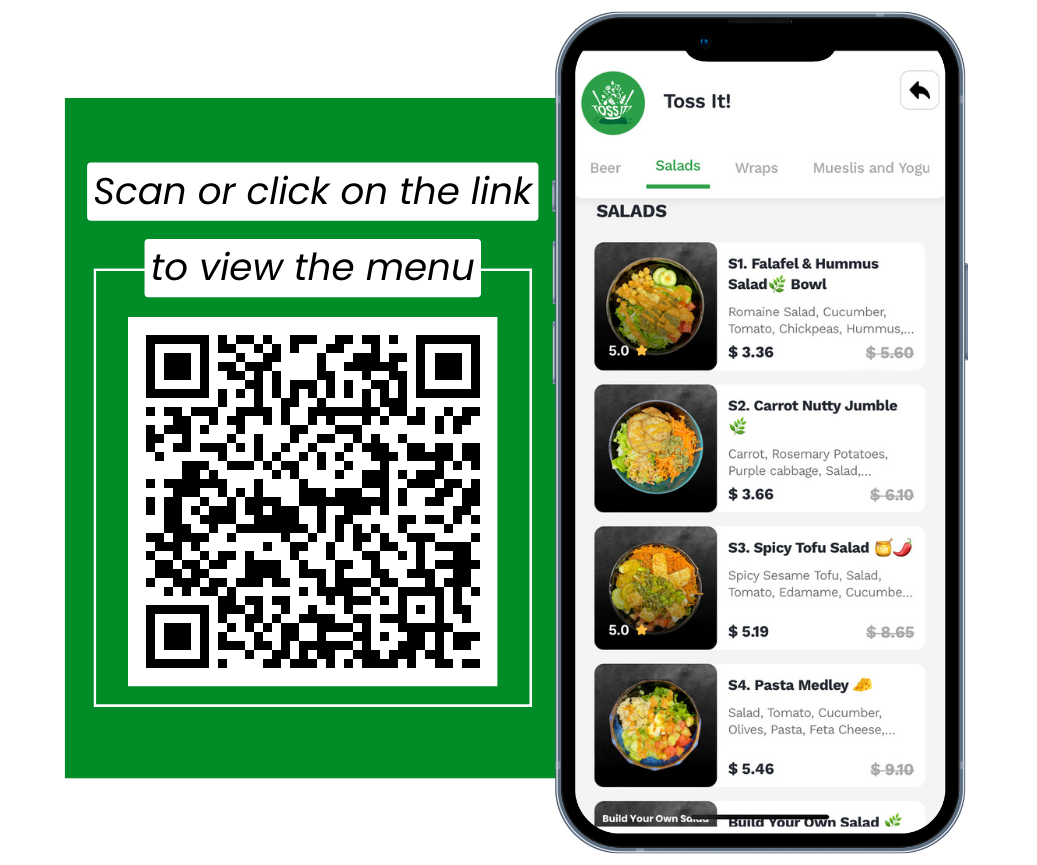 Scan or click on the link
to view the menu
TOSS IT
Toss It!
Beer Salads Wraps Mueslis and Yogu
SALADS
S1. Falafel & Hummus
Salad🌿 Bowl
Romaine Salad, Cucumber,
Tomato, Chickpeas, Hummus,...
5.0
$ 3.36 $ 5.60
S2. Carrot Nutty Jumble
🌿
Carrot, Rosemary Potatoes,
Purple cabbage, Salad,...
$ 3.66 $ 6.10
S3. Spicy Tofu Salad 🍯🌶️
Spicy Sesame Tofu, Salad,
Tomato, Edamame, Cucumbe...
5.0
$ 5.19 $ 8.65
S4. Pasta Medley 🧀
Salad, Tomato, Cucumber,
Olives, Pasta, Feta Cheese,...
$ 5.46 $ 9.10
Build Your Own Salad
Build Your Own Salad 🌿